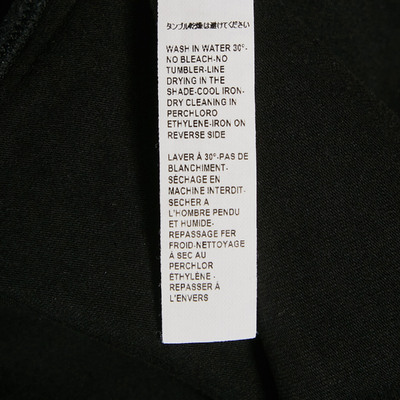 タンブル乾燥は避けてください
WASH IN WATER 30°-
NO BLEACH-NO
TUMBLER-LINE
DRYING IN THE
SHADE-COOL IRON-
DRY CLEANING IN
PERCHLORO
ETHYLENE-IRON ON
REVERSE SIDE
LAVER À 30°-PAS DE
BLANCHIMENT-
SÉCHAGE EN
MACHINE INTERDIT-
SECHER A
L'HOMBRE PENDU
ET HUMIDE-
REPASSAGE FER
FROID-NETTOYAGE
À SEC AU
PERCHLOR
ETHYLÈNE-
REPASSER À
L'ENVERS